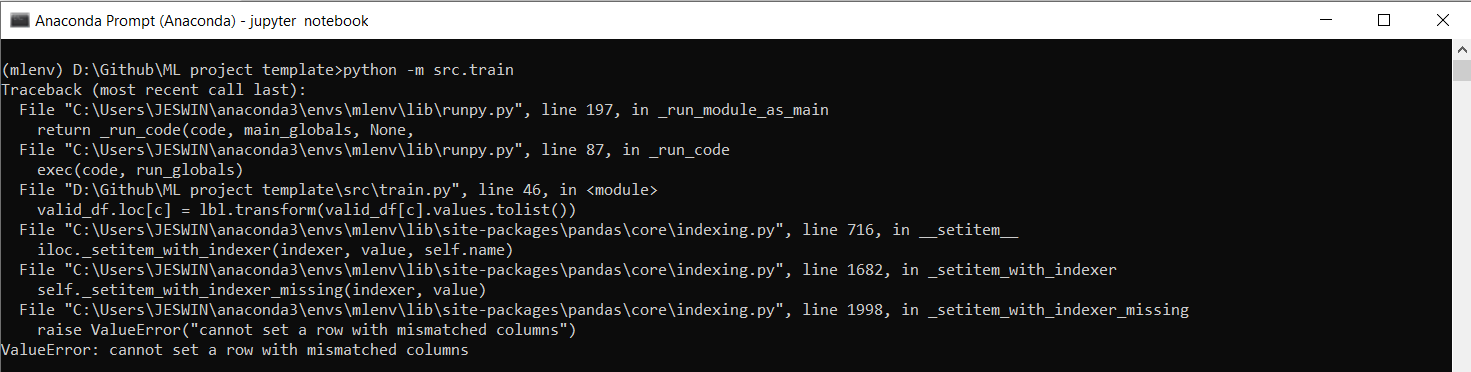 Anaconda Prompt (Anaconda) - jupyter notebook
(mlenv) D:\Github\ML project template>python -m src.train
Traceback (most recent call last):
  File "C:\Users\JESWIN\anaconda3\envs\mlenv\lib\runpy.py", line 197, in _run_module_as_main
    return _run_code(code, main_globals, None,
  File "C:\Users\JESWIN\anaconda3\envs\mlenv\lib\runpy.py", line 87, in _run_code
    exec(code, run_globals)
  File "D:\Github\ML project template\src\train.py", line 46, in <module>
    valid_df.loc[c] = lbl.transform(valid_df[c].values.tolist())
  File "C:\Users\JESWIN\anaconda3\envs\mlenv\lib\site-packages\pandas\core\indexing.py", line 716, in __setitem__
    iloc._setitem_with_indexer(indexer, value, self.name)
  File "C:\Users\JESWIN\anaconda3\envs\mlenv\lib\site-packages\pandas\core\indexing.py", line 1682, in _setitem_with_indexer
    self._setitem_with_indexer_missing(indexer, value)
  File "C:\Users\JESWIN\anaconda3\envs\mlenv\lib\site-packages\pandas\core\indexing.py", line 1998, in _setitem_with_indexer_missing
    raise ValueError("cannot set a row with mismatched columns")
ValueError: cannot set a row with mismatched columns